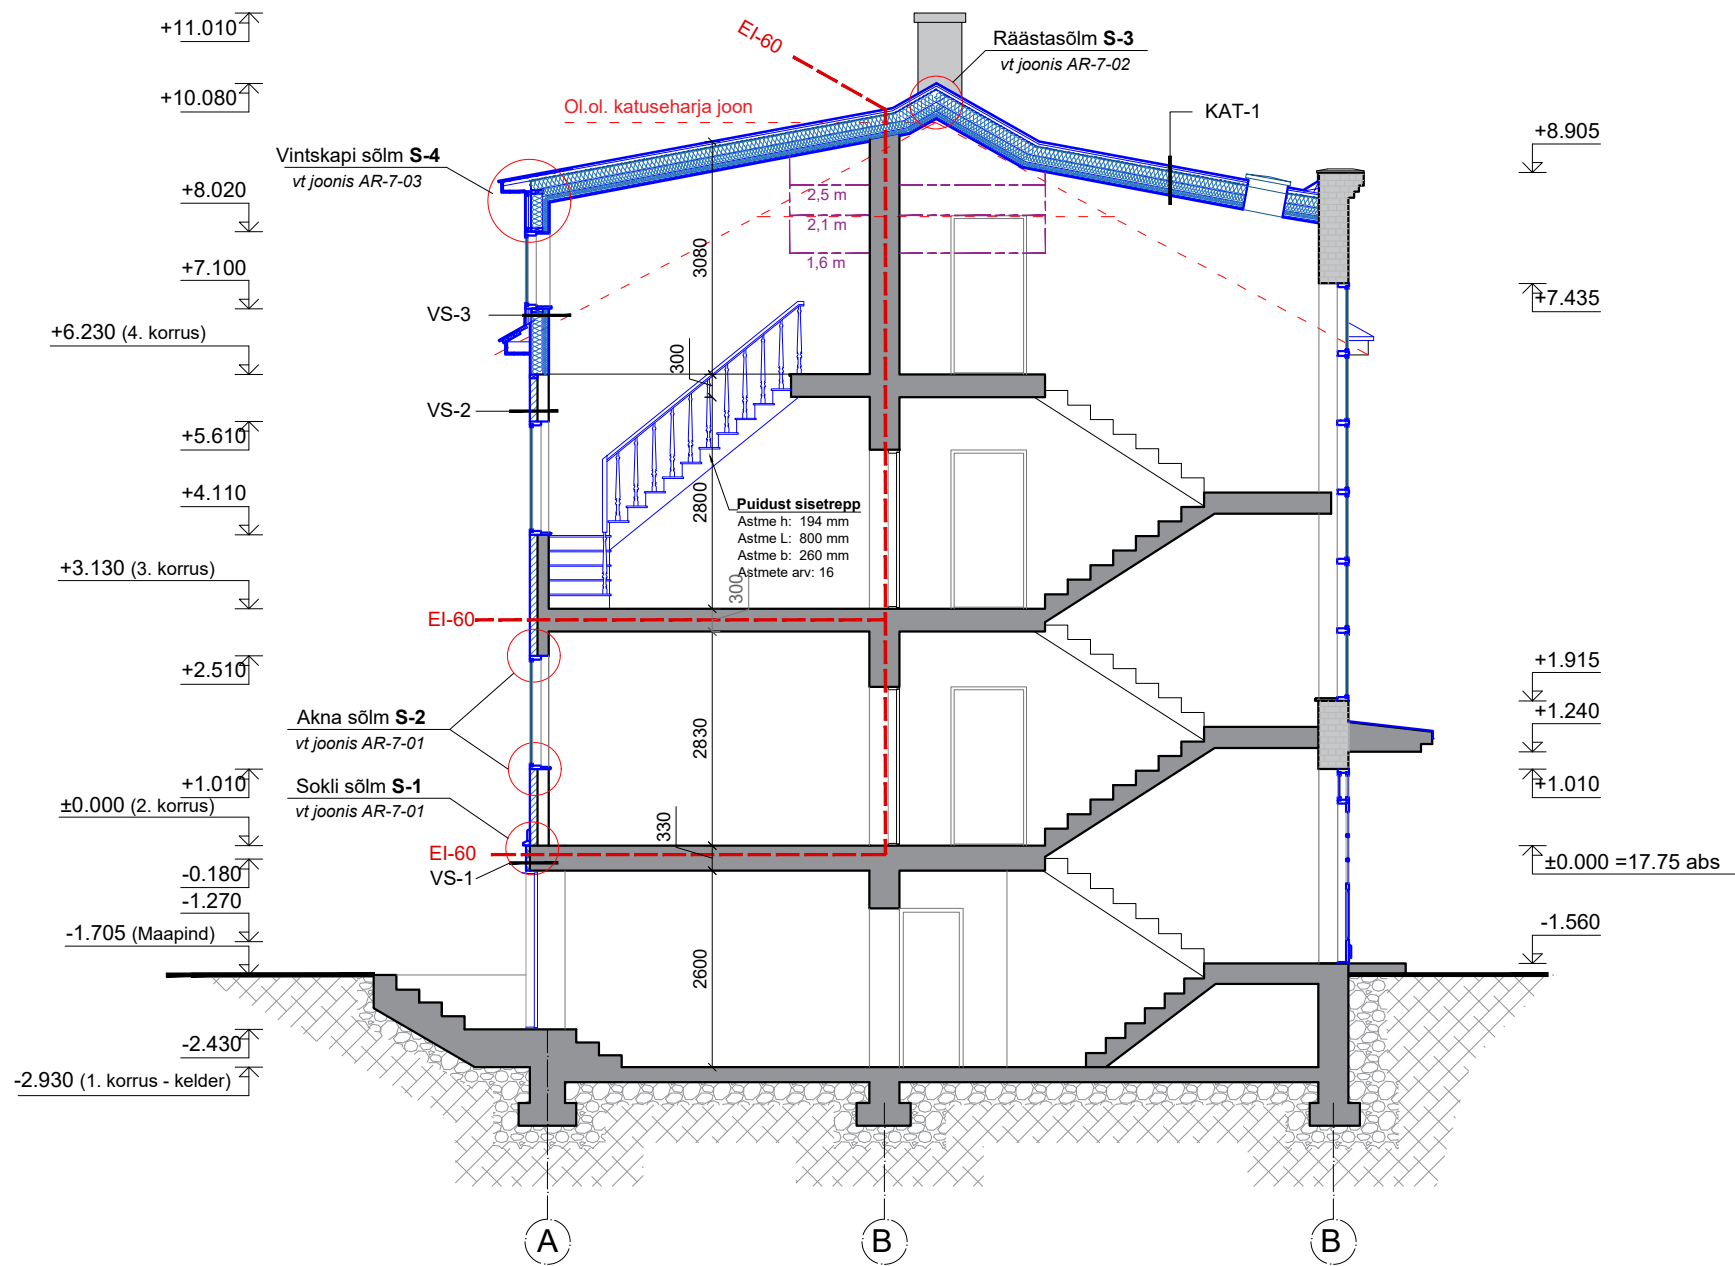 +11.010
+10.080
+8.020
+7.100
+6.230 (4. korrus)
+5.610
+4.110
+3.130 (3. korrus)
+2.510
+1.010
±0.000 (2. korrus)
-0.180
-1.270
-1.705 (Maapind)
-2.430
-2.930 (1. korrus - kelder)
EI-60
Räästasõlm S-3
vt joonis AR-7-02
Ol.ol. katuseharja joon
KAT-1
Vintskapi sõlm S-4
vt joonis AR-7-03
2,5 m
2,1 m
1,6 m
3080
VS-3
300
VS-2
2800
Puidust sisetrepp
Astme h: 194 mm
Astme L: 800 mm
Astme b: 260 mm
Astmete arv: 16
300
EI-60
Akna sõlm S-2
vt joonis AR-7-01
2830
Sokli sõlm S-1
vt joonis AR-7-01
330
EI-60
VS-1
2600
+8.905
+7.435
+1.915
+1.240
+1.010
±0.000 =17.75 abs
-1.560
A
B
B